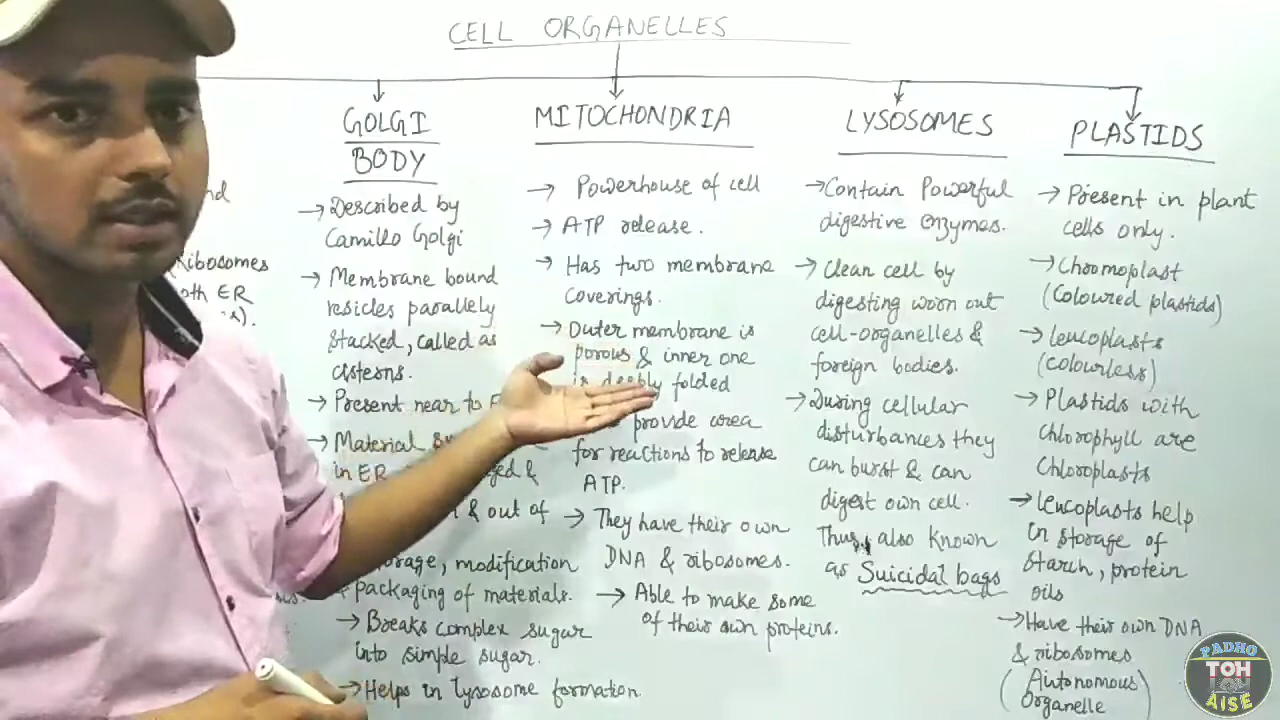 CELL ORGANELLES
nd
Ribosomes
oth ER
GOLGI
BODY
→ Described by
Camillo Golgi
→ Membrane bound
vesicles parallely
stacked, called as
cisterns.
→ Present near to
→ Material
in ER ged &
& out of
orage, modification
packaging of materials.
→ Breaks complex sugar
into simple sugar.
→ Helps in lysosome formation.
MITOCHONDRIA
→ Powerhouse of cell
→ ATP release.
→ Has two membrane
coverings.
→ Outer membrane is
porous & inner one
is deeply folded
provide area
for reactions to release
ATP.
→ They have their own
DNA & ribosomes.
→ Able to make some
of their own proteins.
LYSOSOMES
→ Contain Powerful
digestive enzymes.
→ Clean cell by
digesting worn out
cell-organelles &
foreign bodies.
→ During cellular
disturbances they
can burst & can
digest own cell.
Thus, also known
as Suicidal bags
PLASTIDS
→ Present in plant
cells only.
→ Chromoplast
(Coloured plastids)
→ leucoplasts
(Colourless)
→ Plastids with
chlorophyll are
Chloroplasts
→ Leucoplasts help
in storage of
starch, protein
oils
→ Have their own DNA
& ribosomes
(Autonomous
Organelle
PADHO
TOH
AISE